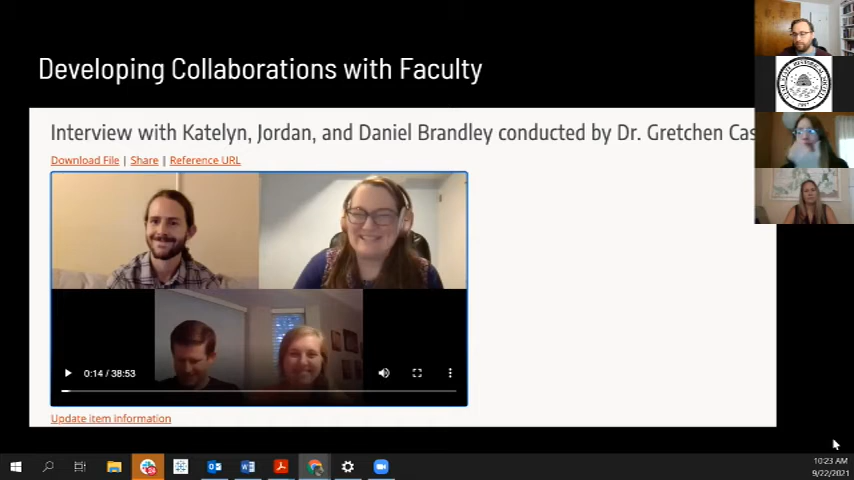 Developing Collaborations with Faculty
Interview with Katelyn, Jordan, and Daniel Brandley conducted by Dr. Gretchen Cas
Download File | Share | Reference URL
0:14 / 38:53
Update item information
10:23 AM
9/22/2021